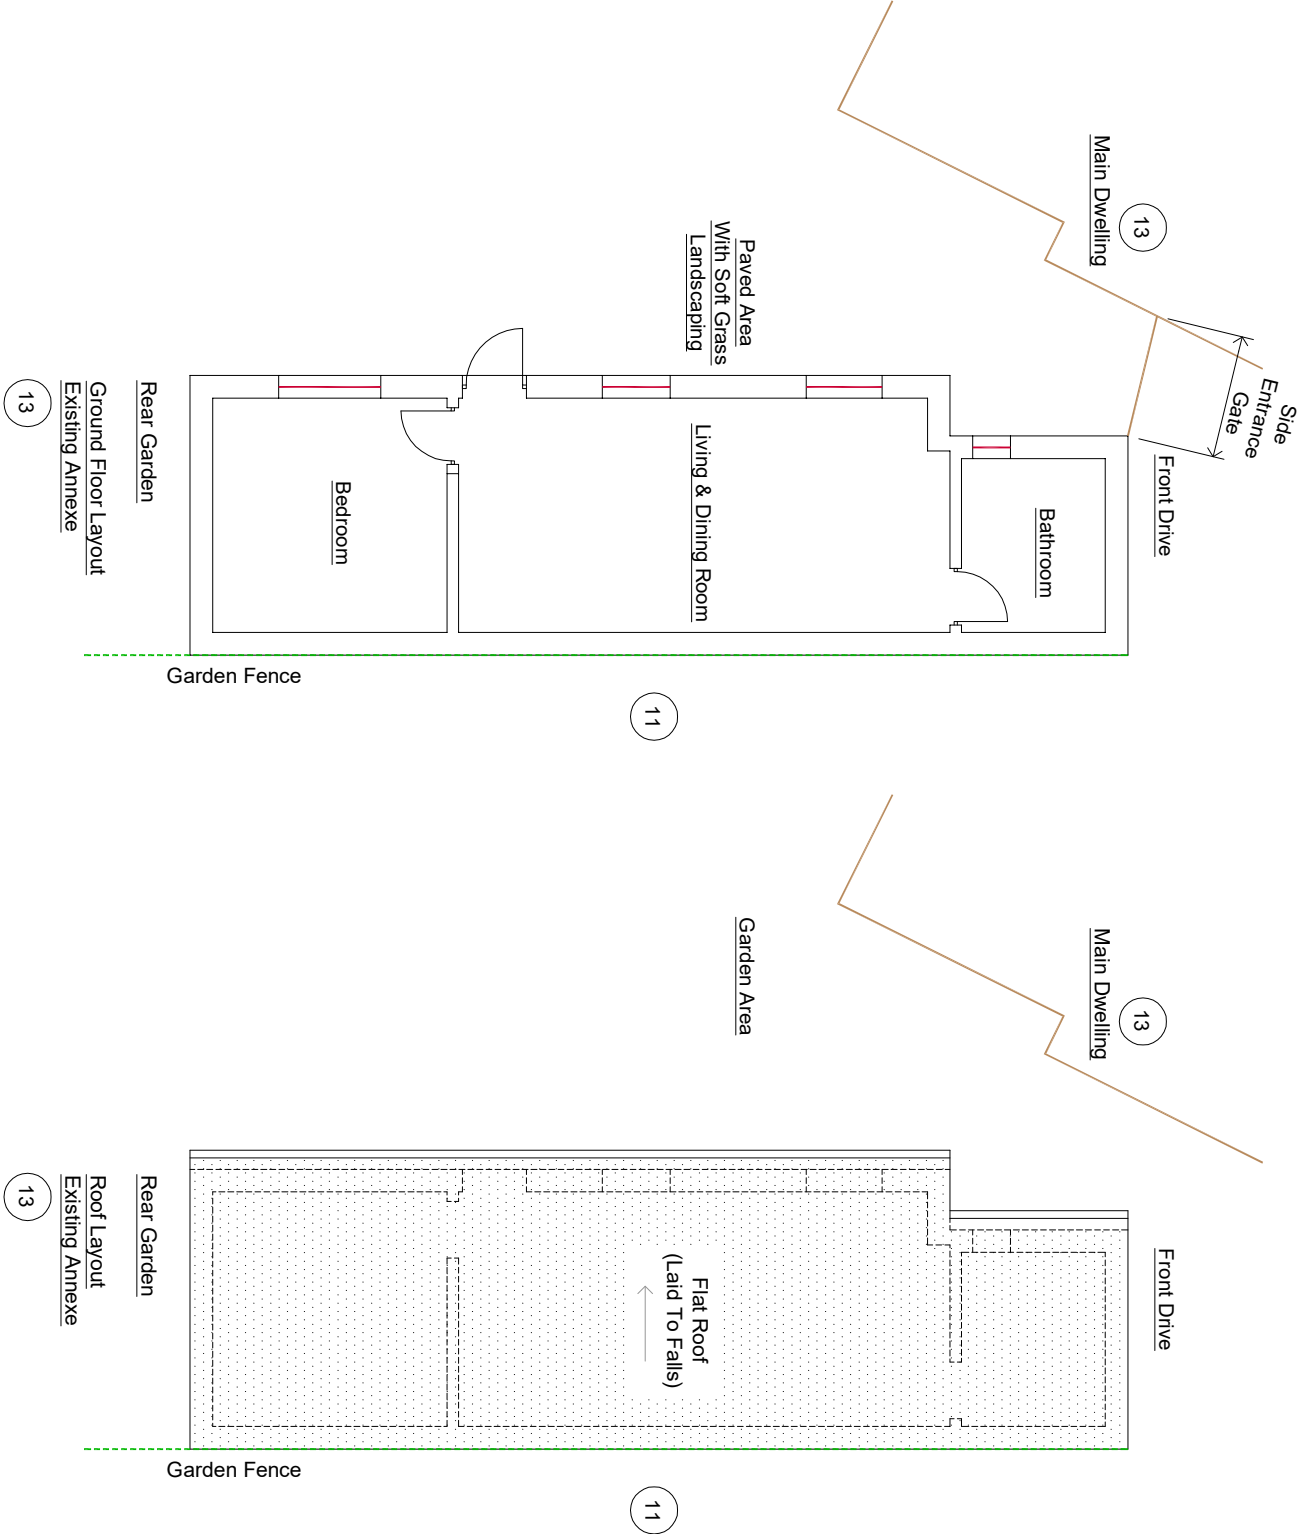 Main Dwelling
13
Paved Area
With Soft Grass
Landscaping
Side
Entrance
Gate
Front Drive
Living & Dining Room
Bedroom
Bathroom
Rear Garden
Ground Floor Layout
Existing Annexe
13
Garden Fence
11
Main Dwelling
13
Garden Area
Front Drive
Flat Roof
(Laid To Falls)
Rear Garden
Roof Layout
Existing Annexe
13
Garden Fence
11